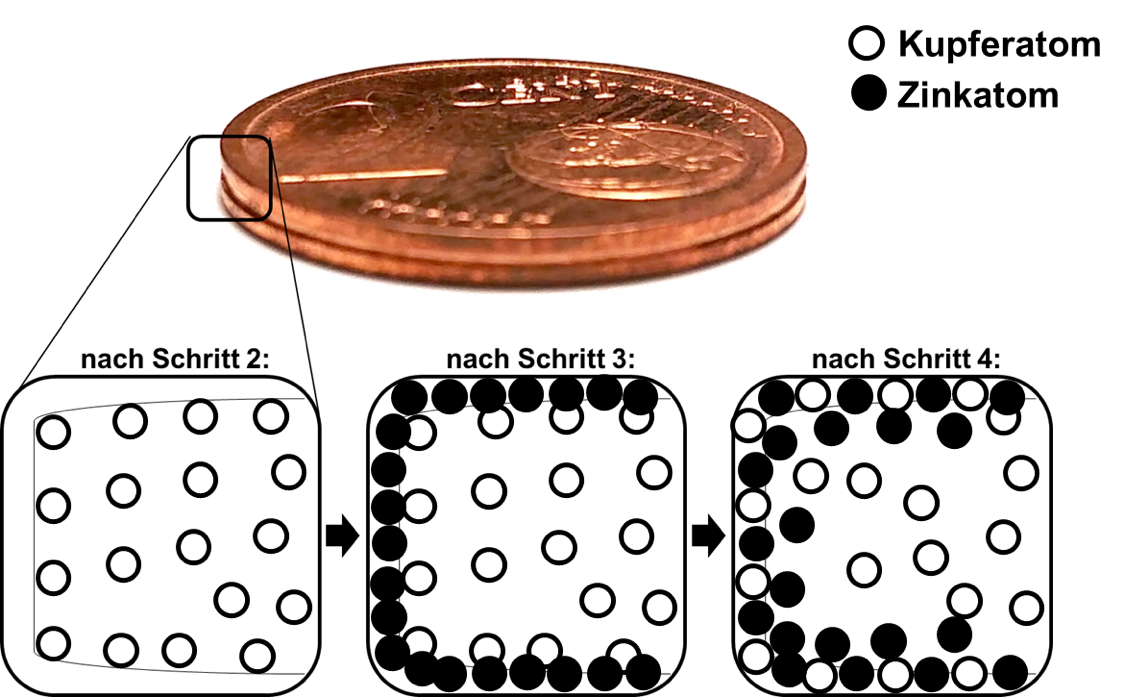 Kupferatom
Zinkatom
nach Schritt 2:
nach Schritt 3:
nach Schritt 4: